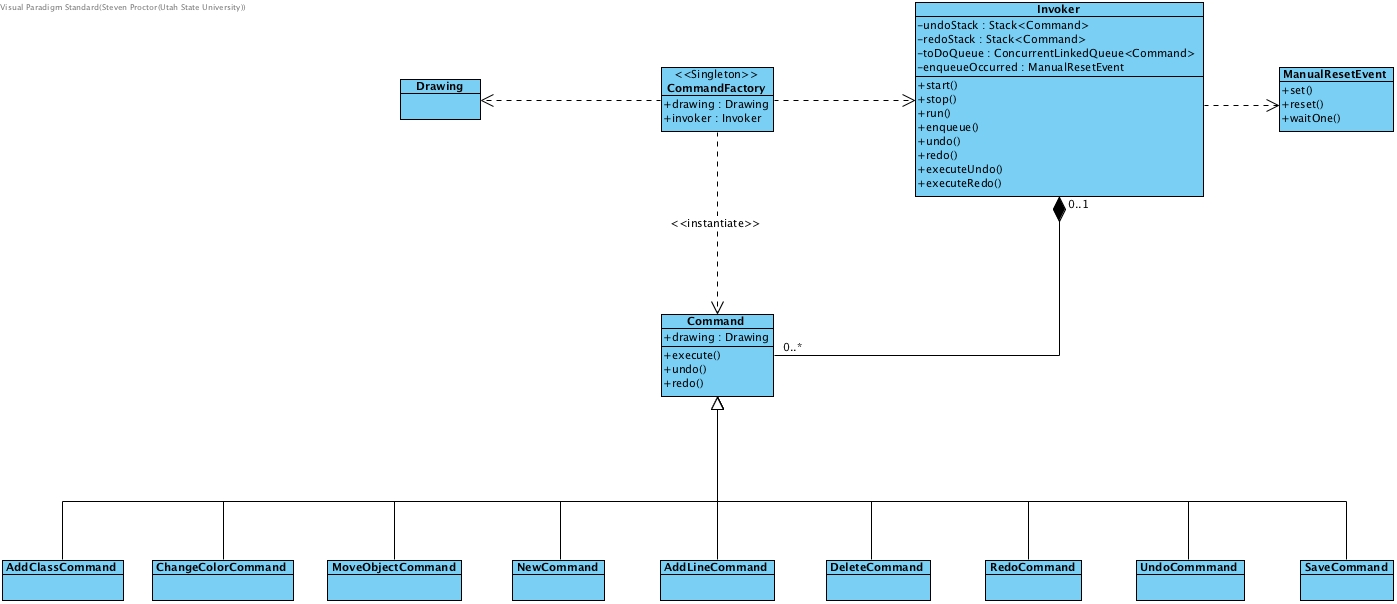 Visual Paradigm Standard(Steven Proctor(Utah State University))
Invoker
-undoStack : Stack<Command>
-redoStack : Stack<Command>
-toDoQueue : ConcurrentLinkedQueue<Command>
-enqueueOccurred : ManualResetEvent
+start()
+stop()
+run()
+enqueue()
+undo()
+redo()
+executeUndo()
+executeRedo()
Drawing
<<Singleton>>
CommandFactory
+drawing : Drawing
+invoker : Invoker
ManualResetEvent
+set()
+reset()
+waitOne()
0..1
<<instantiate>>
Command
+drawing : Drawing
+execute()
+undo()
+redo()
0..*
AddClassCommand
ChangeColorCommand
MoveObjectCommand
NewCommand
AddLineCommand
DeleteCommand
RedoCommand
UndoCommmand
SaveCommand